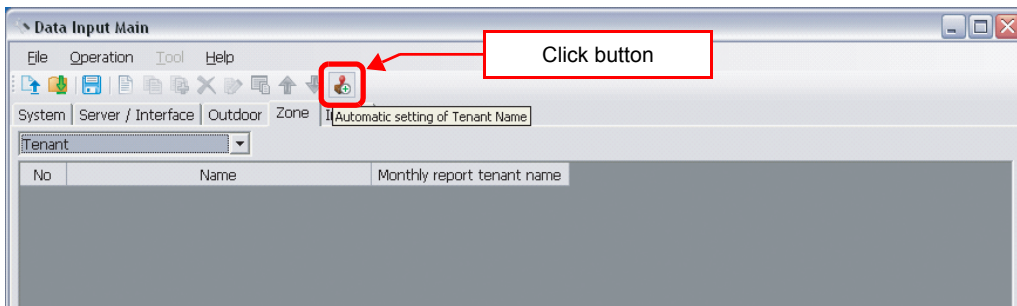 Data Input Main
File Operation Tool Help
Click button
System Server / Interface Outdoor Zone
Automatic setting of Tenant Name
Tenant
No Name Monthly report tenant name